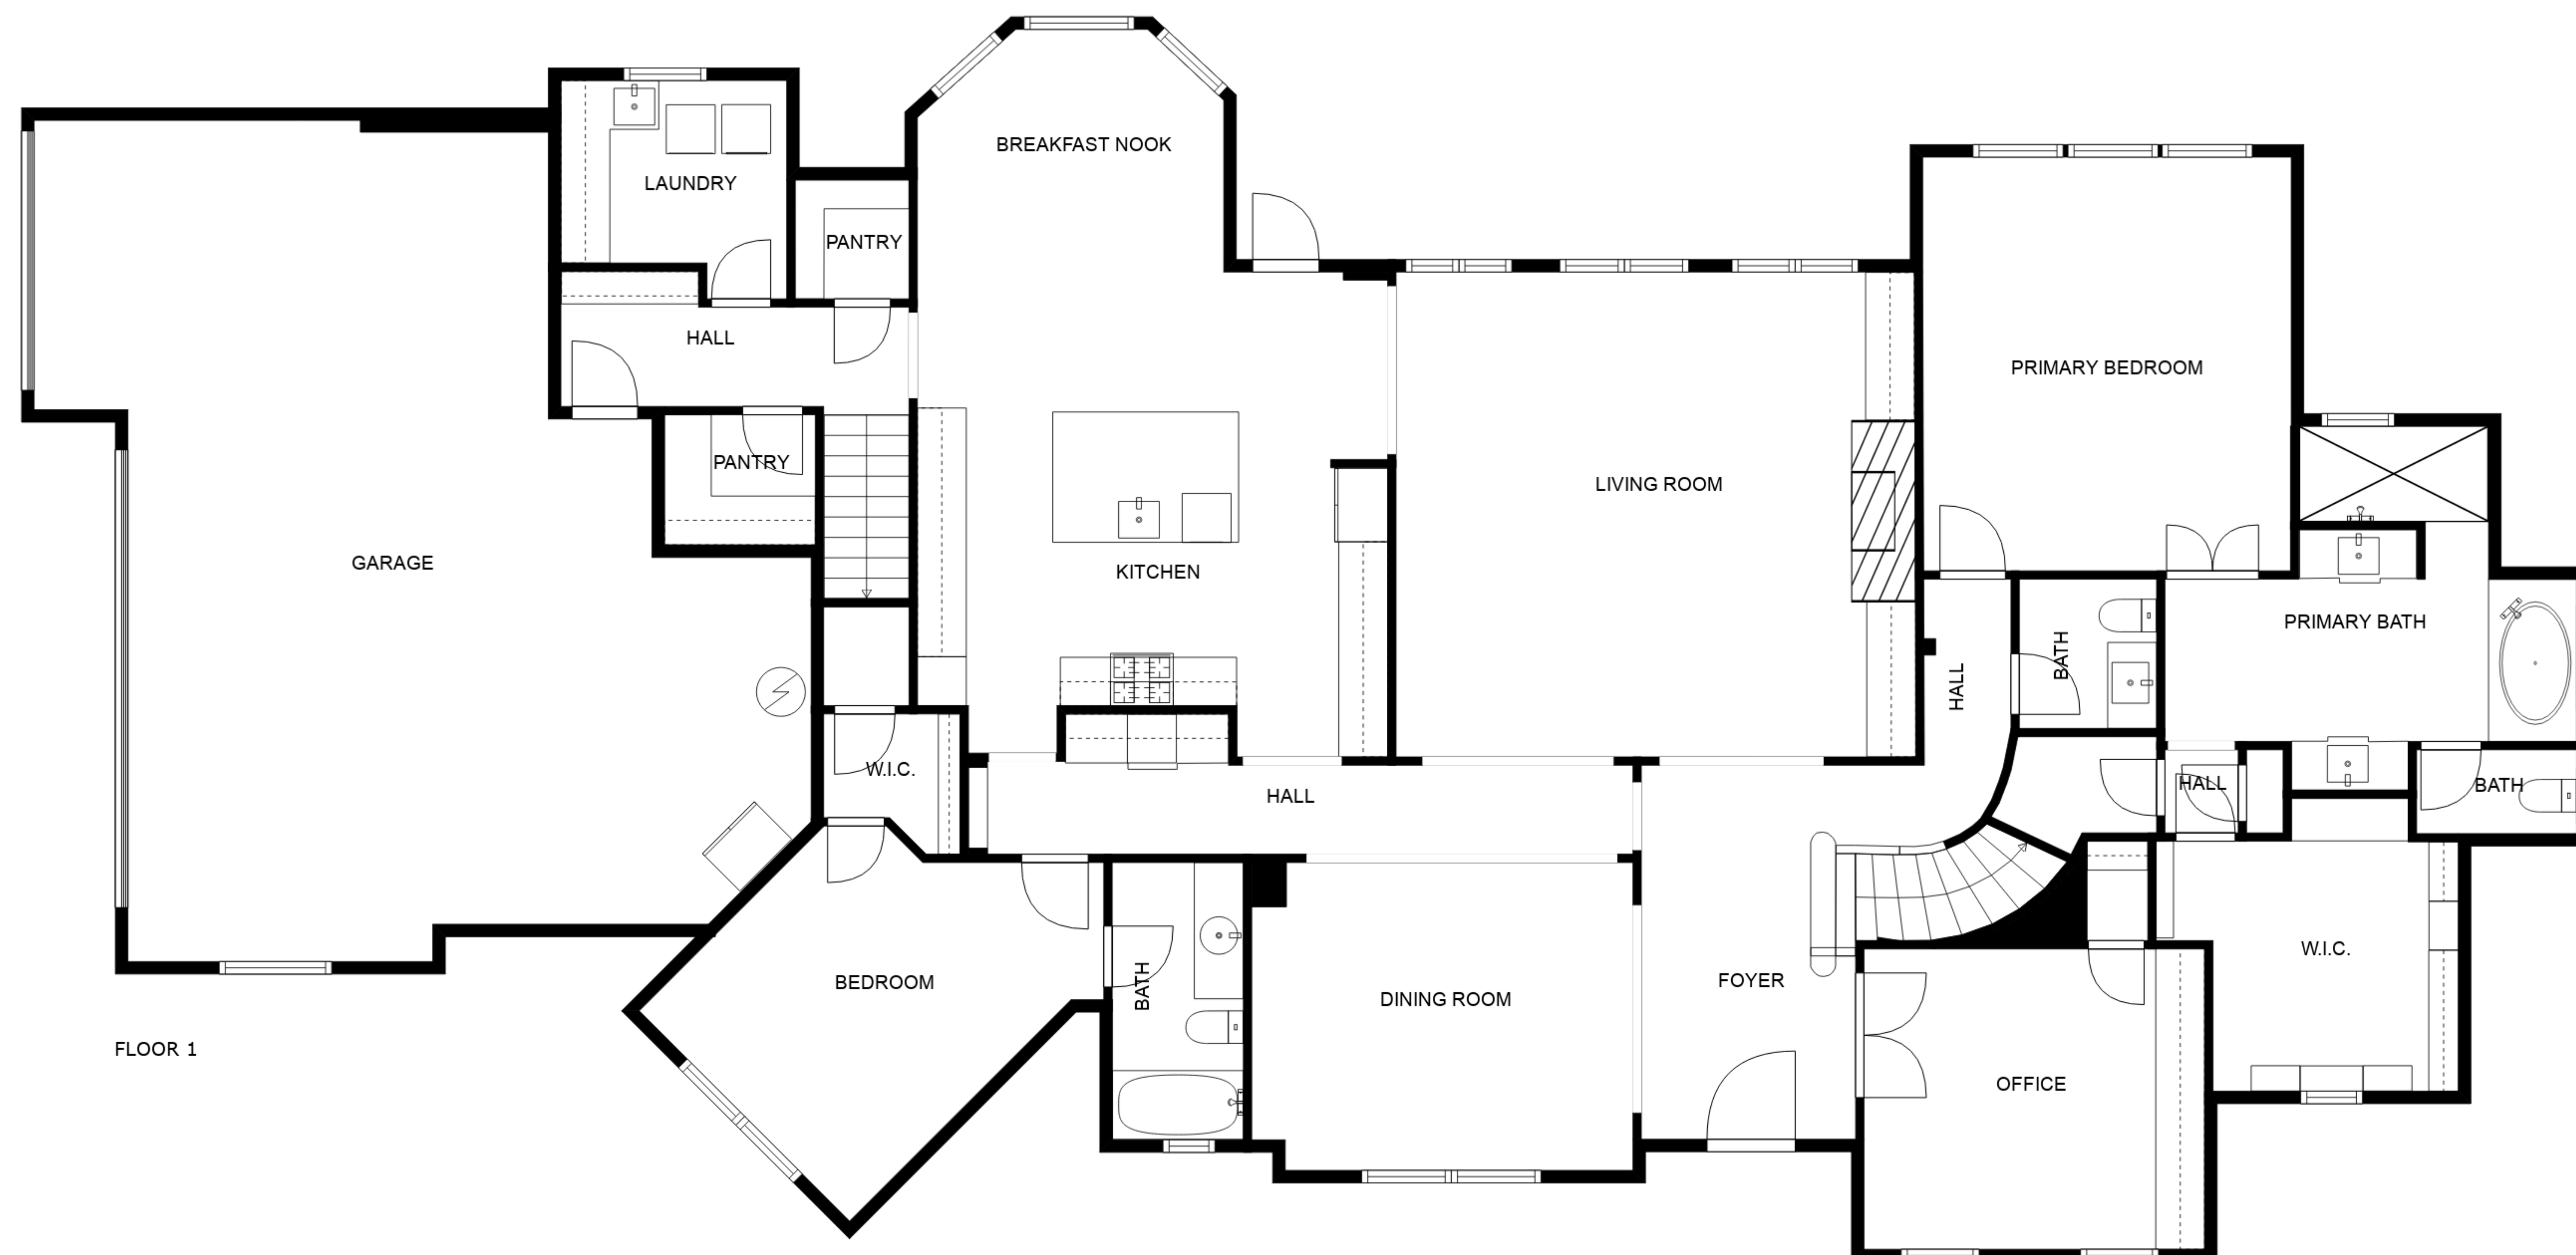 BREAKFAST NOOK
LAUNDRY
PANTRY
HALL
PRIMARY BEDROOM
PANTRY
LIVING ROOM
GARAGE
KITCHEN
PRIMARY BATH
BATH
HALL
W.I.C.
HALL
HALL
BATH
W.I.C.
BEDROOM
BATH
FOYER
DINING ROOM
OFFICE
FLOOR 1